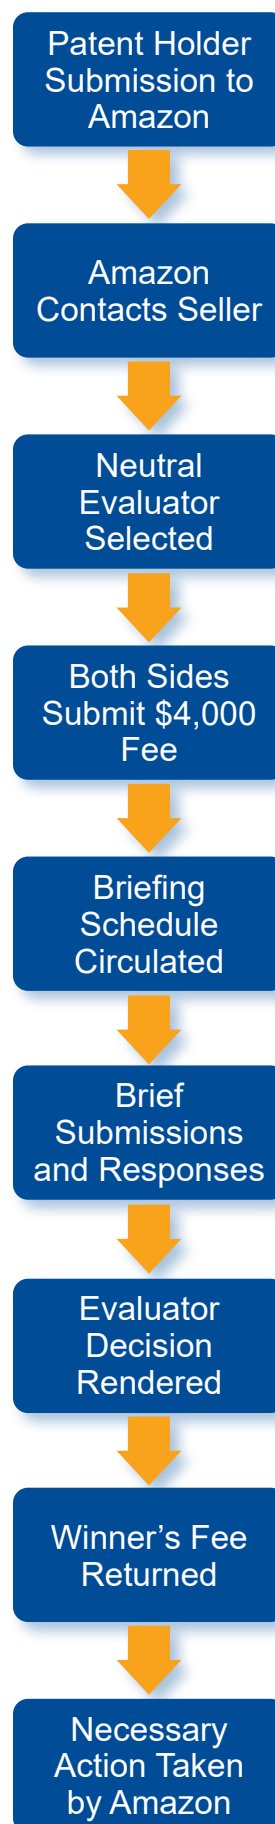 Patent Holder
Submission to
Amazon
Amazon
Contacts Seller
Neutral
Evaluator
Selected
Both Sides
Submit $4,000
Fee
Briefing
Schedule
Circulated
Brief
Submissions
and Responses
Evaluator
Decision
Rendered
Winner’s Fee
Returned
Necessary
Action Taken
by Amazon